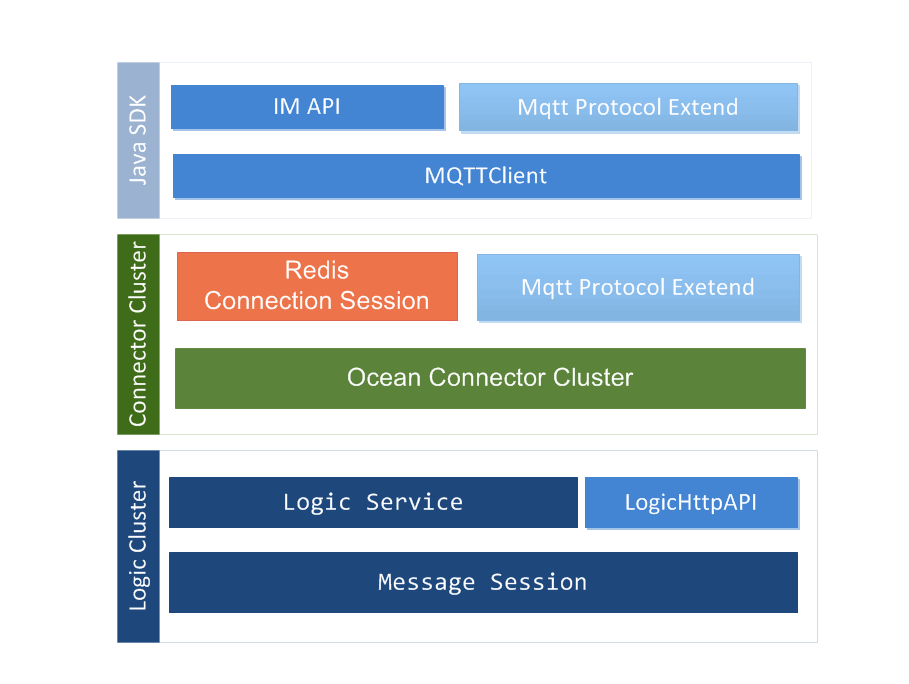 Java SDK
IM API
Mqtt Protocol Extend
MQTTClient
Connector Cluster
Redis
Connection Session
Mqtt Protocol Exetend
Ocean Connector Cluster
Logic Cluster
Logic Service
LogicHttpAPI
Message Session